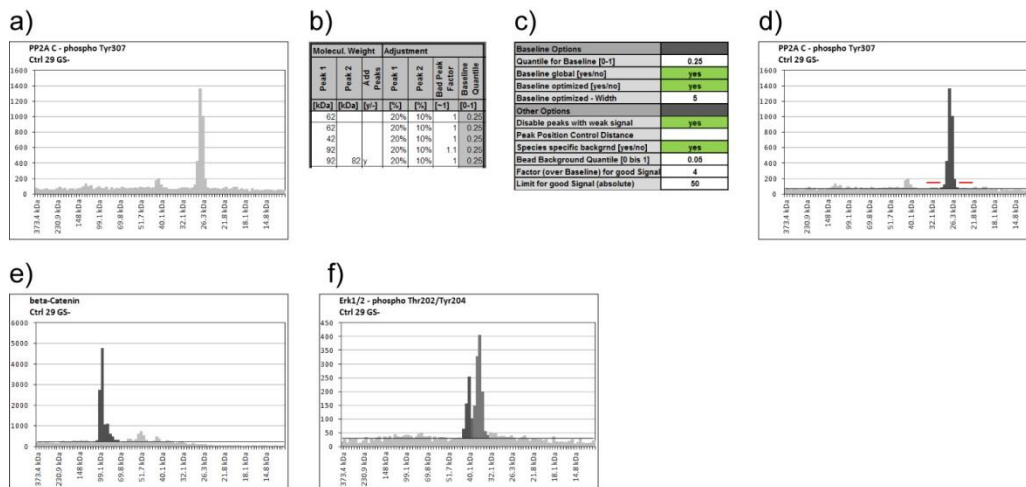 a)
PP2A C - phospho Tyr307
Ctrl 29 GS-
1600
1400
1200
1000
800
600
400
200
0
373.4 kDa
230.9 kDa
148 kDa
99.1 kDa
69.8 kDa
51.7 kDa
40.1 kDa
32.1 kDa
26.3 kDa
21.8 kDa
18.1 kDa
14.8 kDa
b)
Molecul. Weight Adjustment
Peak 1 Peak 2 Add Peaks Peak 1 Peak 2 Bad Peak Factor Baseline Quantile
[kDa] [kDa] [y/-] [%] [%] [~1] [0-1]
62 20% 10% 1 0.25
62 20% 10% 1 0.25
42 20% 10% 1 0.25
92 20% 10% 1.1 0.25
92 82 y 20% 10% 1 0.25
c)
Baseline Options
Quantile for Baseline [0-1] 0.25
Baseline global [yes/no] yes
Baseline optimized [yes/no] yes
Baseline optimized - Width 5
Other Options
Disable peaks with weak signal yes
Peak Position Control Distance
Species specific backgrnd [yes/no] yes
Bead Background Quantile [0 bis 1] 0.05
Factor (over Baseline) for good Signal 4
Limit for good Signal (absolute) 50
d)
PP2A C - phospho Tyr307
Ctrl 29 GS-
1600
1400
1200
1000
800
600
400
200
0
373.4 kDa
230.9 kDa
148 kDa
99.1 kDa
69.8 kDa
51.7 kDa
40.1 kDa
32.1 kDa
26.3 kDa
21.8 kDa
18.1 kDa
14.8 kDa
e)
beta-Catenin
Ctrl 29 GS-
6000
5000
4000
3000
2000
1000
0
373.4 kDa
230.9 kDa
148 kDa
99.1 kDa
69.8 kDa
51.7 kDa
40.1 kDa
32.1 kDa
26.3 kDa
21.8 kDa
18.1 kDa
14.8 kDa
f)
Erk1/2 - phospho Thr202/Tyr204
Ctrl 29 GS-
450
400
350
300
250
200
150
100
50
0
373.4 kDa
230.9 kDa
148 kDa
99.1 kDa
69.8 kDa
51.7 kDa
40.1 kDa
32.1 kDa
26.3 kDa
21.8 kDa
18.1 kDa
14.8 kDa